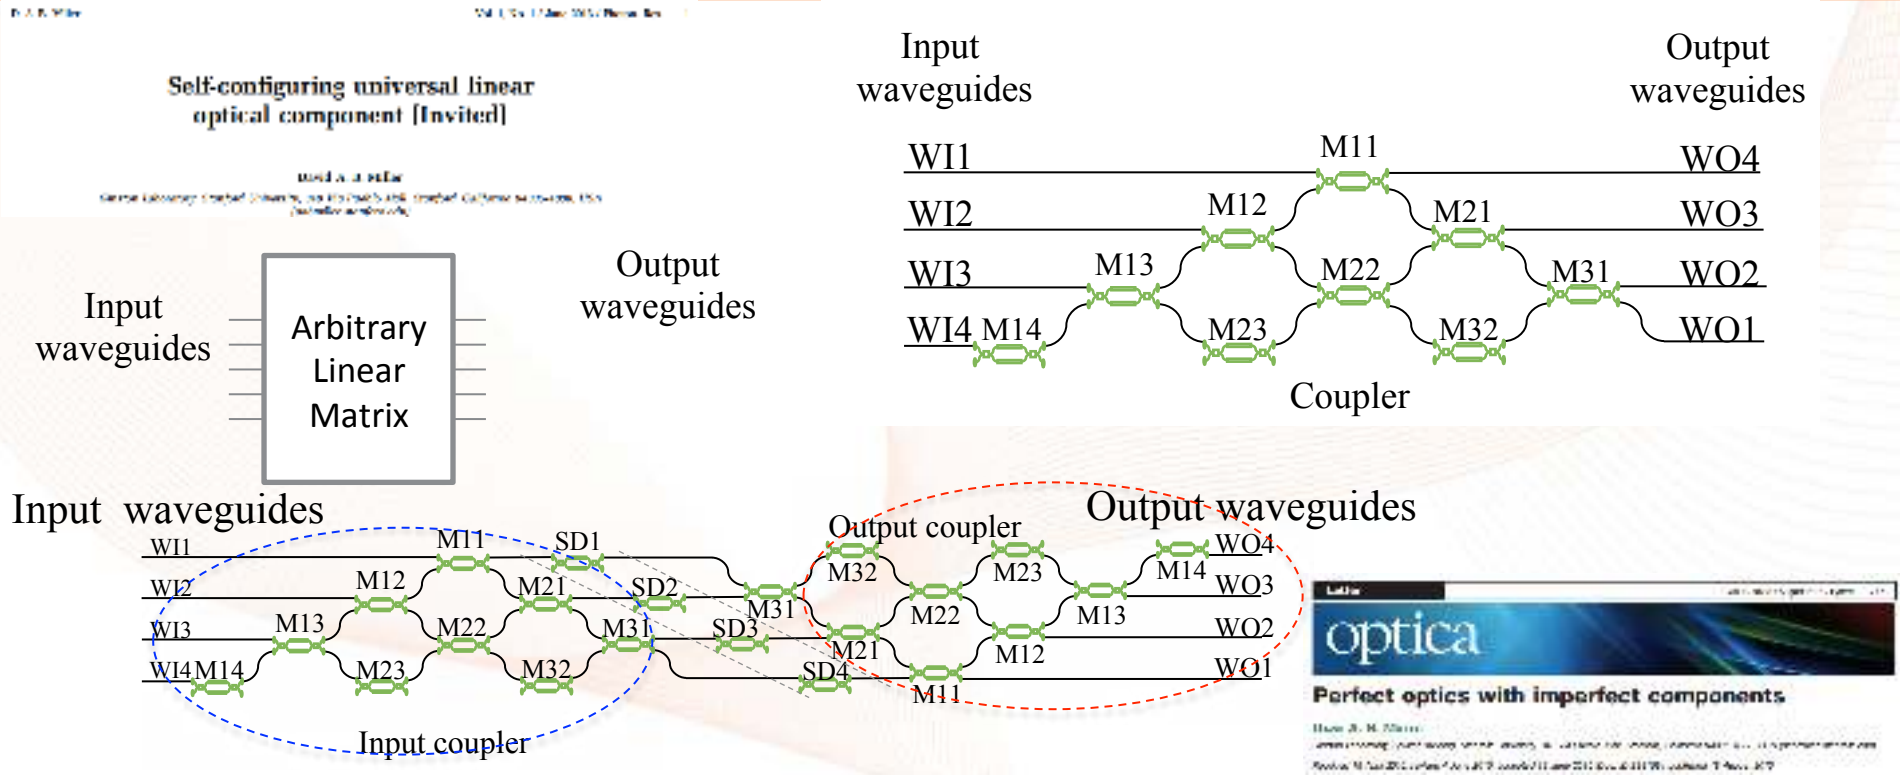 Self-configuring universal linear
optical component [Invited]
Input
waveguides
Arbitrary
Linear
Matrix
Output
waveguides
Input
waveguides
Output
waveguides
WI1
M11
WO4
WI2
M12
M21
WO3
WI3
M13
M22
M31
WO2
WI4
M14
M23
M32
WO1
Coupler
Input waveguides
WI1
M11
SD1
WI2
M12
M21
SD2
WI3
M13
M22
M31
SD3
WI4
M14
M23
M32
SD4
Input coupler
Output waveguides
Output coupler
M32
M23
M14
WO4
M31
M22
M13
WO3
M21
M12
WO2
M11
WO1
optica
Perfect optics with imperfect components